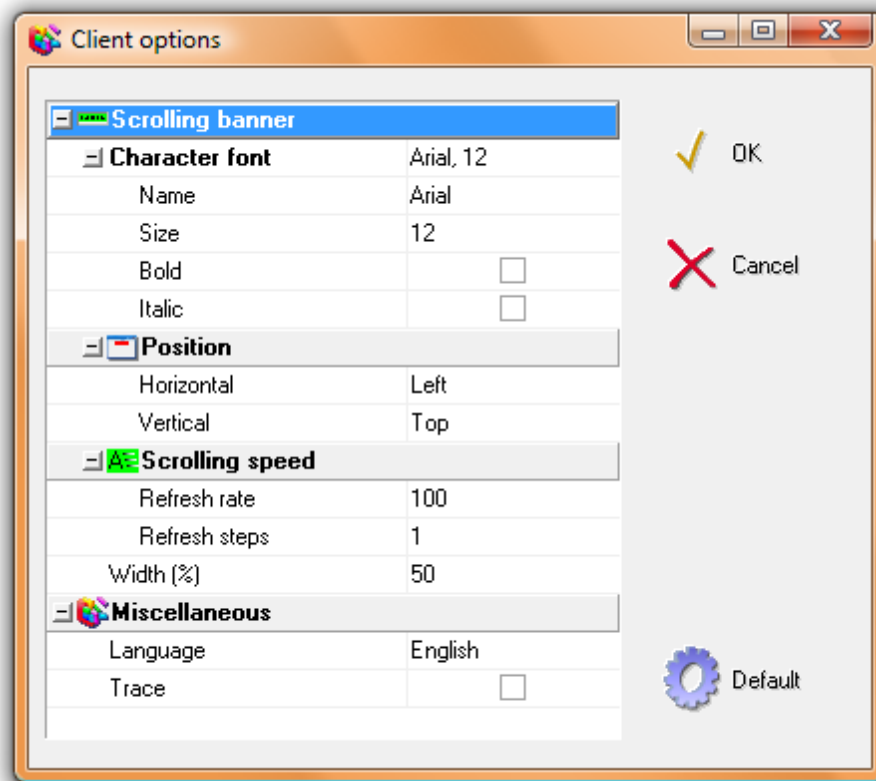 Client options
Scrolling banner
Character font Arial, 12
Name Arial
Size 12
Bold
Italic
Position
Horizontal Left
Vertical Top
Scrolling speed
Refresh rate 100
Refresh steps 1
Width (%) 50
Miscellaneous
Language English
Trace
OK
Cancel
Default